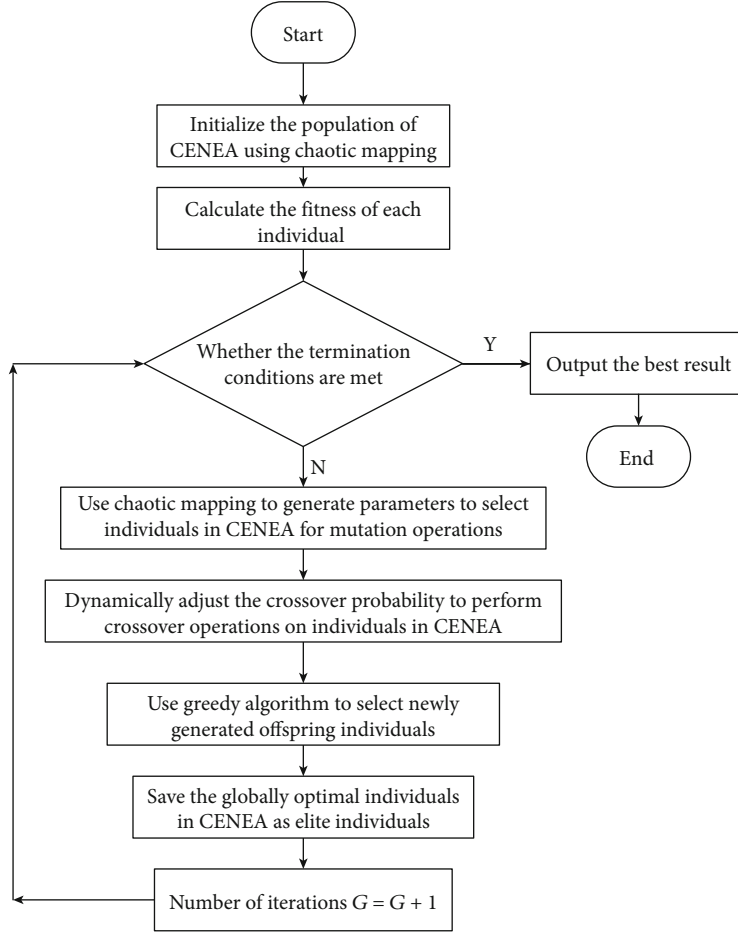 Start
Initialize the population of
CENEA using chaotic mapping
Calculate the fitness of each
individual
Whether the termination
conditions are met
Y
Output the best result
End
N
Use chaotic mapping to generate parameters to select
individuals in CENEA for mutation operations
Dynamically adjust the crossover probability to perform
crossover operations on individuals in CENEA
Use greedy algorithm to select newly
generated offspring individuals
Save the globally optimal individuals
in CENEA as elite individuals
Number of iterations G = G + 1